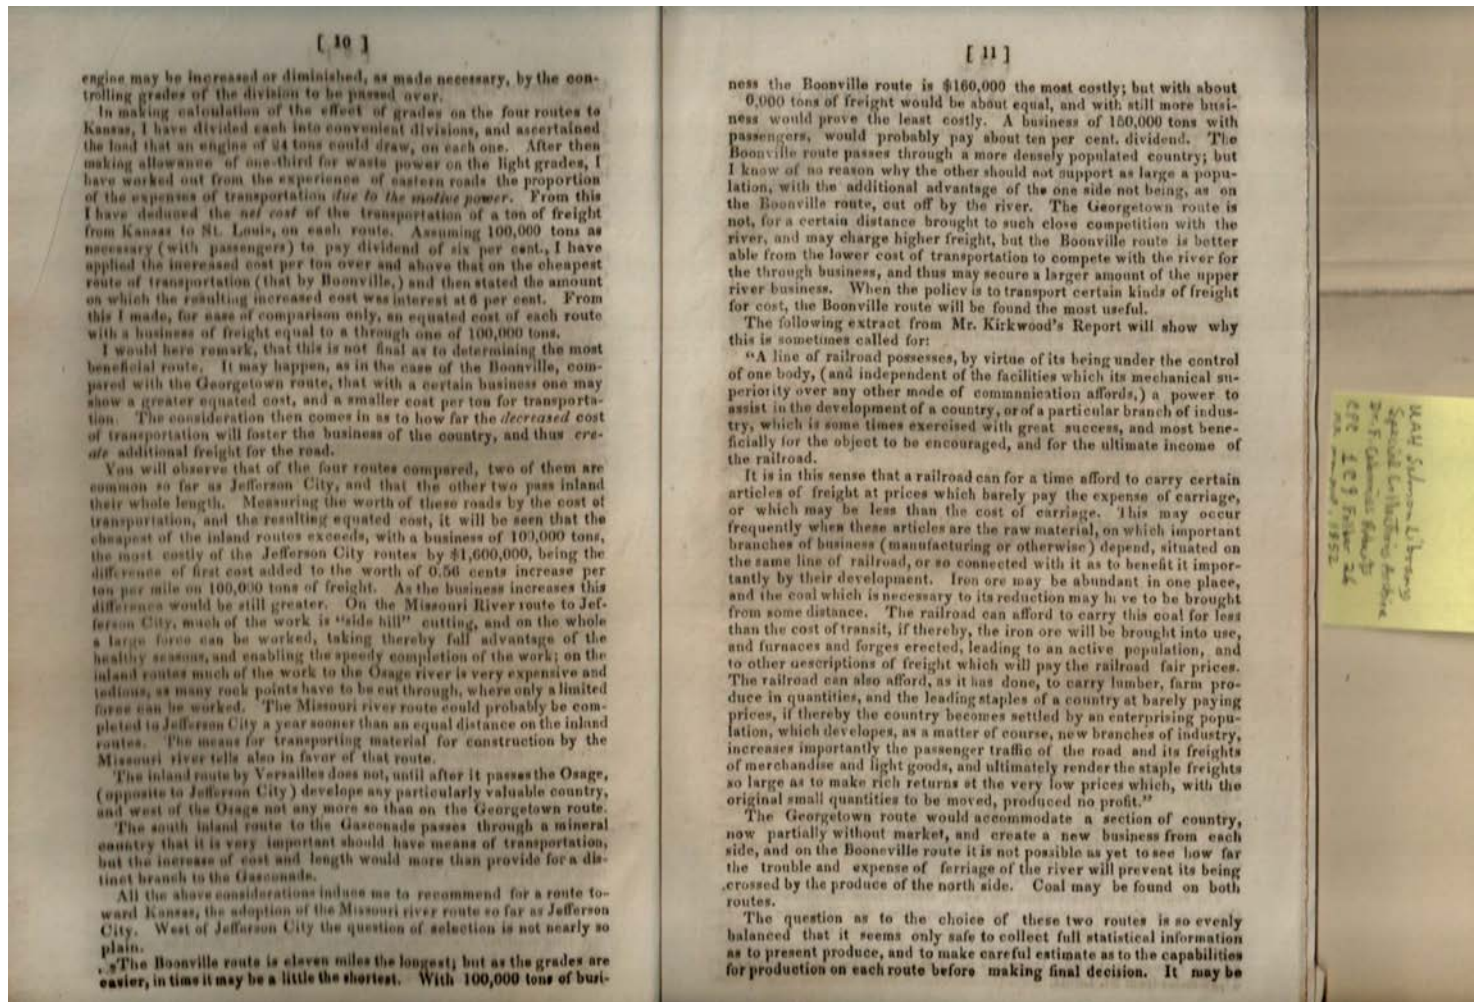 [ 10 ]
engine may be increased or diminished, as made necessary, by the con-
trolling grades of the division to be passed over.
In making calculation of the effect of grades on the four routes to
Kansas, I have divided each into convenient divisions, and ascertained
the load that an engine of 24 tons could draw, on each one. After then
making allowance of one-third for waste power on the light grades, I
have worked out from the experience of eastern roads the proportion
of the expenses of transportation due to the motive power. From this
I have deduced the net cost of the transportation of a ton of freight
from Kansas to St. Louis, on each route. Assuming 100,000 tons as
necessary (with passengers) to pay dividend of six per cent., I have
applied the increased cost per ton over and above that on the cheapest
route of transportation (that by Boonville,) and then stated the amount
on which the resulting increased cost was interest at 6 per cent. From
this I made, for ease of comparison only, an equated cost of each route
with a business of freight equal to a through one of 100,000 tons.
I would here remark, that this is not final as to determining the most
beneficial route. It may happen, as in the case of the Boonville, com-
pared with the Georgetown route, that with a certain business one may
show a greater equated cost, and a smaller cost per ton for transporta-
tion. The consideration then comes in as to how far the decreased cost
of transportation will foster the business of the country, and thus cre-
ate additional freight for the road.
You will observe that of the four routes compared, two of them are
common so far as Jefferson City, and that the other two pass inland
their whole length. Measuring the worth of these roads by the cost of
transportation, and the resulting equated cost, it will be seen that the
cheapest of the inland routes exceeds, with a business of 100,000 tons,
the most costly of the Jefferson City routes by $1,600,000, being the
difference of first cost added to the worth of 0.56 cents increase per
ton per mile on 100,000 tons of freight. As the business increases this
difference would be still greater. On the Missouri River route to Jef-
ferson City, much of the work is "side hill" cutting, and on the whole
a large force can be worked, taking thereby full advantage of the
healthy seasons, and enabling the speedy completion of the work; on the
inland routes much of the work to the Osage river is very expensive and
tedious, as many rock points have to be cut through, where only a limited
force can be worked. The Missouri river route could probably be com-
pleted to Jefferson City a year sooner than an equal distance on the inland
routes. The means for transporting material for construction by the
Missouri river tells also in favor of that route.
The inland route by Versailles does not, until after it passes the Osage,
(opposite to Jefferson City) develope any particularly valuable country,
and west of the Osage not any more so than on the Georgetown route.
The south inland route to the Gasconade passes through a mineral
country that it is very important should have means of transportation,
but the increase of cost and length would more than provide for a dis-
tinct branch to the Gasconade.
All the above considerations induce me to recommend for a route to-
ward Kansas, the adoption of the Missouri river route so far as Jefferson
City. West of Jefferson City the question of selection is not nearly so
plain.
The Boonville route is eleven miles the longest; but as the grades are
easier, in time it may be a little the shortest. With 100,000 tons of busi-
[ 11 ]
ness the Boonville route is $160,000 the most costly; but with about
0,000 tons of freight would be about equal, and with still more busi-
ness would prove the least costly. A business of 150,000 tons with
passengers, would probably pay about ten per cent. dividend. The
Boonville route passes through a more densely populated country; but
I know of no reason why the other should not support as large a popu-
lation, with the additional advantage of the one side not being, as on
the Boonville route, cut off by the river. The Georgetown route is
not, for a certain distance brought to such close competition with the
river, and may charge higher freight, but the Boonville route is better
able from the lower cost of transportation to compete with the river for
the through business, and thus may secure a larger amount of the upper
river business. When the policy is to transport certain kinds of freight
for cost, the Boonville route will be found the most useful.
The following extract from Mr. Kirkwood's Report will show why
this is sometimes called for:
"A line of railroad possesses, by virtue of its being under the control
of one body, (and independent of the facilities which its mechanical su-
periority over any other mode of communication affords,) a power to
assist in the development of a country, or of a particular branch of indus-
try, which is some times exercised with great success, and most bene-
ficially for the object to be encouraged, and for the ultimate income of
the railroad.
It is in this sense that a railroad can for a time afford to carry certain
articles of freight at prices which barely pay the expense of carriage,
or which may be less than the cost of carriage. This may occur
frequently when these articles are the raw material, on which important
branches of business (manufacturing or otherwise) depend, situated on
the same line of railroad, or so connected with it as to benefit it impor-
tantly by their development. Iron ore may be abundant in one place,
and the coal which is necessary to its reduction may h ve to be brought
from some distance. The railroad can afford to carry this coal for less
than the cost of transit, if thereby, the iron ore will be brought into use,
and furnaces and forges erected, leading to an active population, and
to other descriptions of freight which will pay the railroad fair prices.
The railroad can also afford, as it has done, to carry lumber, farm pro-
duce in quantities, and the leading staples of a country at barely paying
prices, if thereby the country becomes settled by an enterprising popu-
lation, which developes, as a matter of course, new branches of industry,
increases importantly the passenger traffic of the road and its freights
of merchandise and light goods, and ultimately render the staple freights
so large as to make rich returns at the very low prices which, with the
original small quantities to be moved, produced no profit."
The Georgetown route would accommodate a section of country,
now partially without market, and create a new business from each
side, and on the Booneville route it is not possible as yet to see how far
the trouble and expense of ferriage of the river will prevent its being
crossed by the produce of the north side. Coal may be found on both
routes.
The question as to the choice of these two routes is so evenly
balanced that it seems only safe to collect full statistical information
as to present produce, and to make careful estimate as to the capabilities
for production on each route before making final decision. It may be
UAH Salmon Library
Special Collections Archive
Dr. F. Roberts
1852